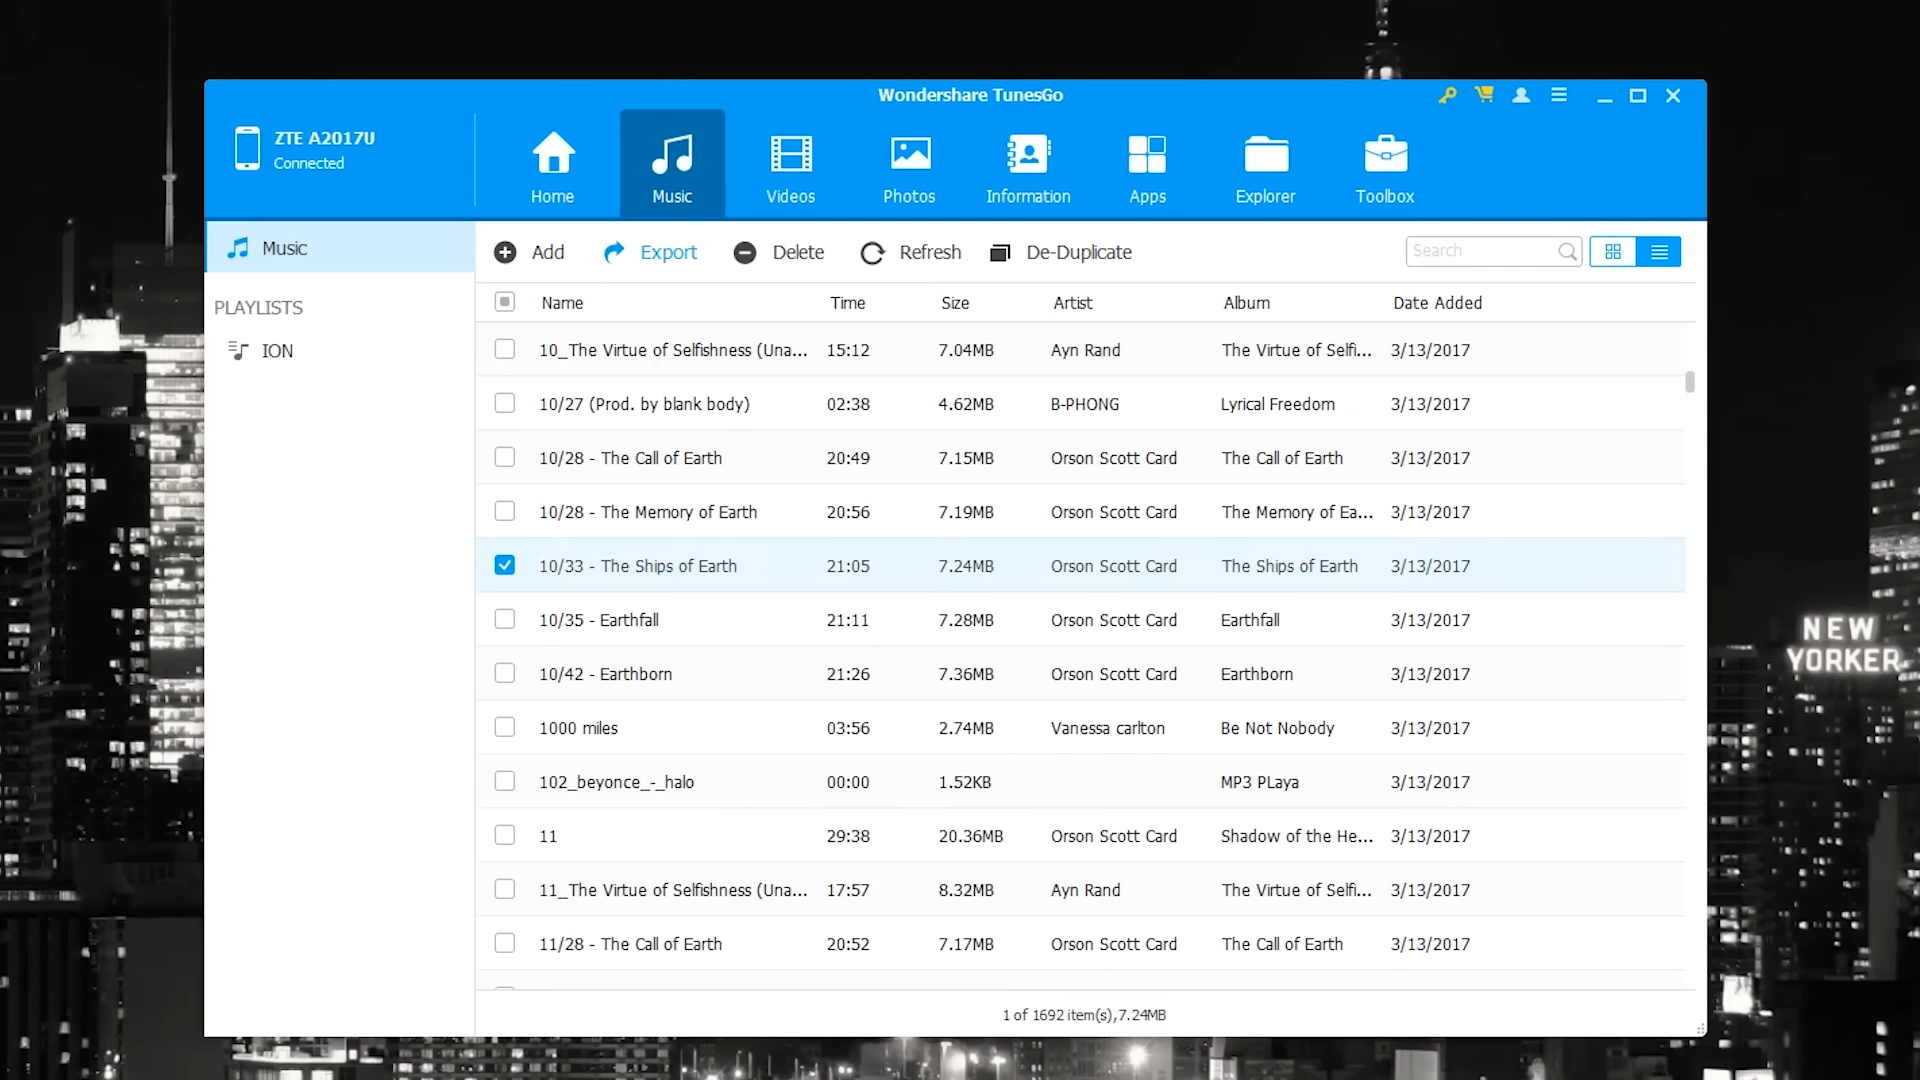 Wondershare TunesGo
ZTE A2017U
Connected
Home
Music
Videos
Photos
Information
Apps
Explorer
Toolbox
Music
PLAYLISTS
ION
Add
Export
Delete
Refresh
De-Duplicate
Search
Name Time Size Artist Album Date Added
10_The Virtue of Selfishness (Una... 15:12 7.04MB Ayn Rand The Virtue of Selfi... 3/13/2017
10/27 (Prod. by blank body) 02:38 4.62MB B-PHONG Lyrical Freedom 3/13/2017
10/28 - The Call of Earth 20:49 7.15MB Orson Scott Card The Call of Earth 3/13/2017
10/28 - The Memory of Earth 20:56 7.19MB Orson Scott Card The Memory of Ea... 3/13/2017
10/33 - The Ships of Earth 21:05 7.24MB Orson Scott Card The Ships of Earth 3/13/2017
10/35 - Earthfall 21:11 7.28MB Orson Scott Card Earthfall 3/13/2017
10/42 - Earthborn 21:26 7.36MB Orson Scott Card Earthborn 3/13/2017
1000 miles 03:56 2.74MB Vanessa carlton Be Not Nobody 3/13/2017
102_beyonce_-_halo 00:00 1.52KB MP3 PLaya 3/13/2017
11 29:38 20.36MB Orson Scott Card Shadow of the He... 3/13/2017
11_The Virtue of Selfishness (Una... 17:57 8.32MB Ayn Rand The Virtue of Selfi... 3/13/2017
11/28 - The Call of Earth 20:52 7.17MB Orson Scott Card The Call of Earth 3/13/2017
1 of 1692 item(s),7.24MB
NEW
YORKER